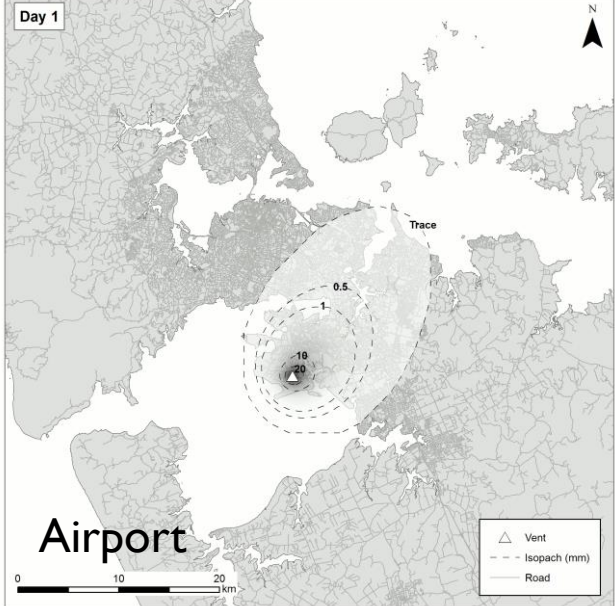 Day 1
N
Trace
0.5
1
10
20
Airport
0 10 20
km
Vent
Isopach (mm)
Road